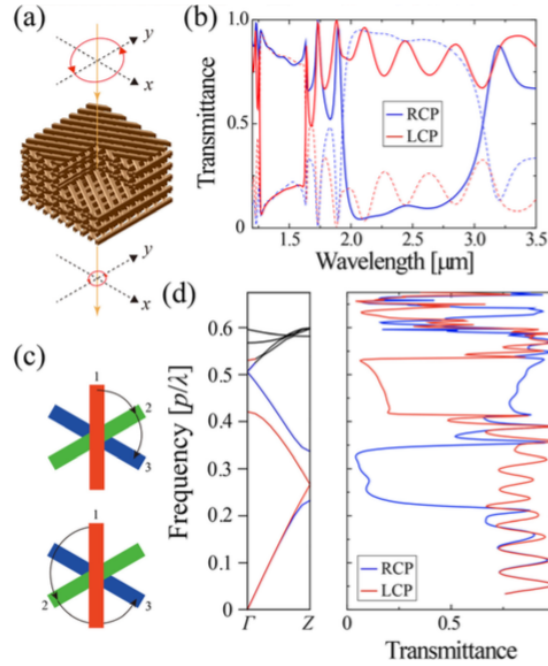 (a)
y
x
y
x
(b)
Transmittance
1.0
0.5
0
RCP
LCP
1.5 2.0 2.5 3.0 3.5
Wavelength [μm]
(c)
1
2
3
1
2
3
(d)
Frequency [p/λ]
0.6
0.5
0.4
0.3
0.2
0.1
0
Γ Z
RCP
LCP
0.5
Transmittance